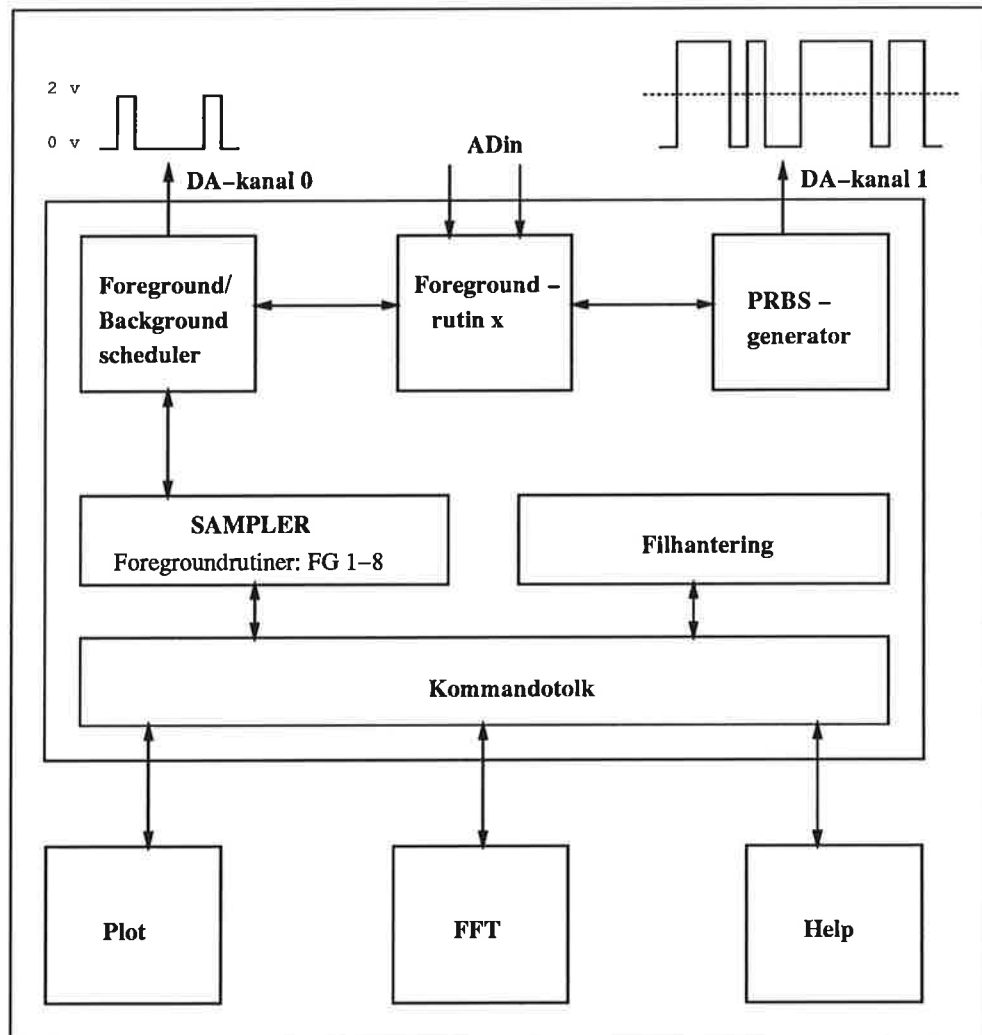 2 v
0 v
DA–kanal 0
ADin
DA–kanal 1
Foreground/
Background
scheduler
Foreground –
rutin x
PRBS –
generator
SAMPLER
Foregroundrutiner: FG 1–8
Filhantering
Kommandotolk
Plot
FFT
Help